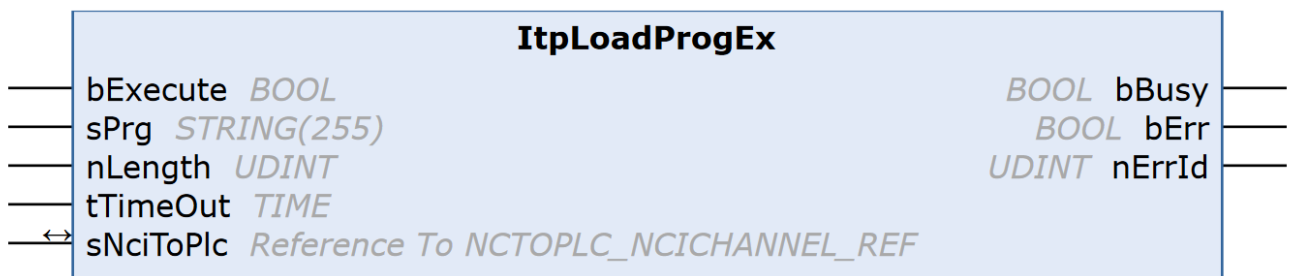 ItpLoadProgEx
bExecute BOOL BOOL bBusy
sPrg STRING(255) BOOL bErr
nLength UDINT UDINT nErrId
tTimeOut TIME
↔ sNciToPlc Reference To NCTOPLC_NCICHANNEL_REF